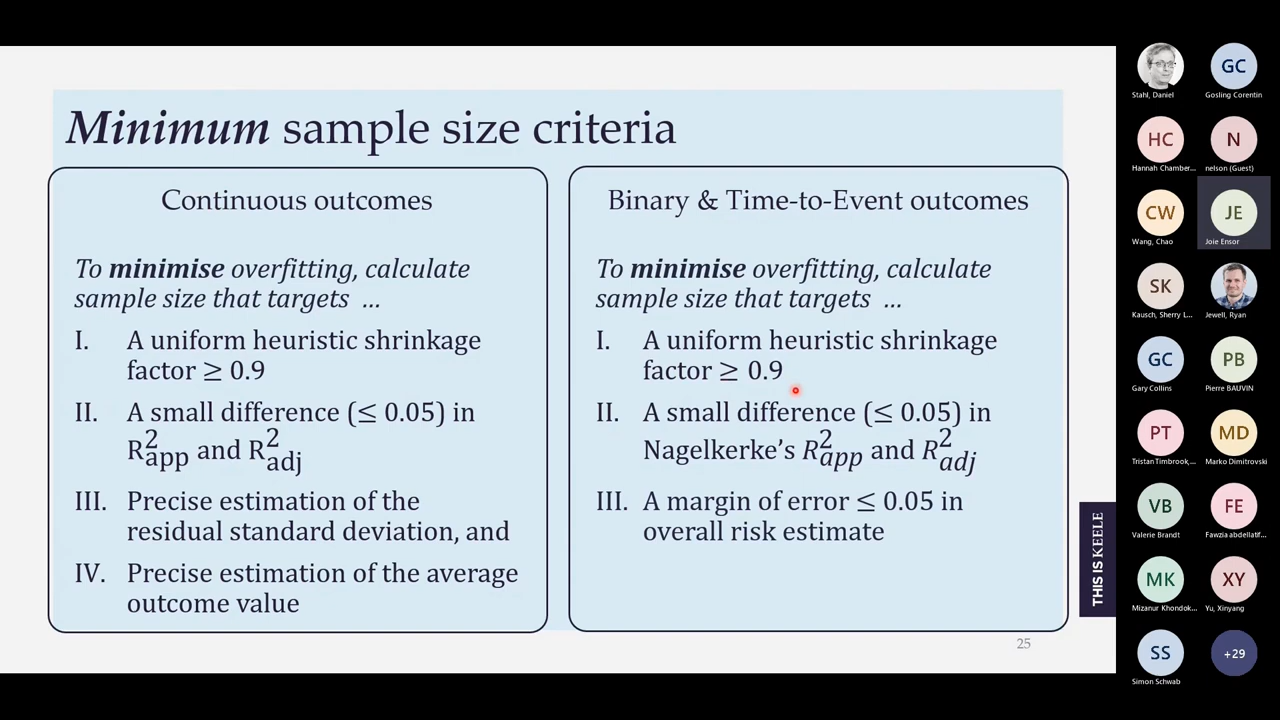 Minimum sample size criteria
Continuous outcomes
To minimise overfitting, calculate
sample size that targets ...
I. A uniform heuristic shrinkage
factor ≥ 0.9
II. A small difference (≤ 0.05) in
R²app and R²adj
III. Precise estimation of the
residual standard deviation, and
IV. Precise estimation of the average
outcome value
Binary & Time-to-Event outcomes
To minimise overfitting, calculate
sample size that targets ...
I. A uniform heuristic shrinkage
factor ≥ 0.9
II. A small difference (≤ 0.05) in
Nagelkerke's R²app and R²adj
III. A margin of error ≤ 0.05 in
overall risk estimate
25
THIS IS KEELE
Stahl, Daniel
GC
Gosling Corentin
HC
Hannah Chamber...
N
nelson (Guest)
CW
Wang, Chao
JE
Joie Ensor
SK
Kausch, Sherry L...
Jewell, Ryan
GC
Gary Collins
PB
Pierre BAUVIN
PT
Tristan Timbrook,...
MD
Marko Dimitrovski
VB
Valerie Brandt
FE
Fawzia abdellatif...
MK
Mizanur Khondok...
XY
Yu, Xinyang
SS
Simon Schwab
+29